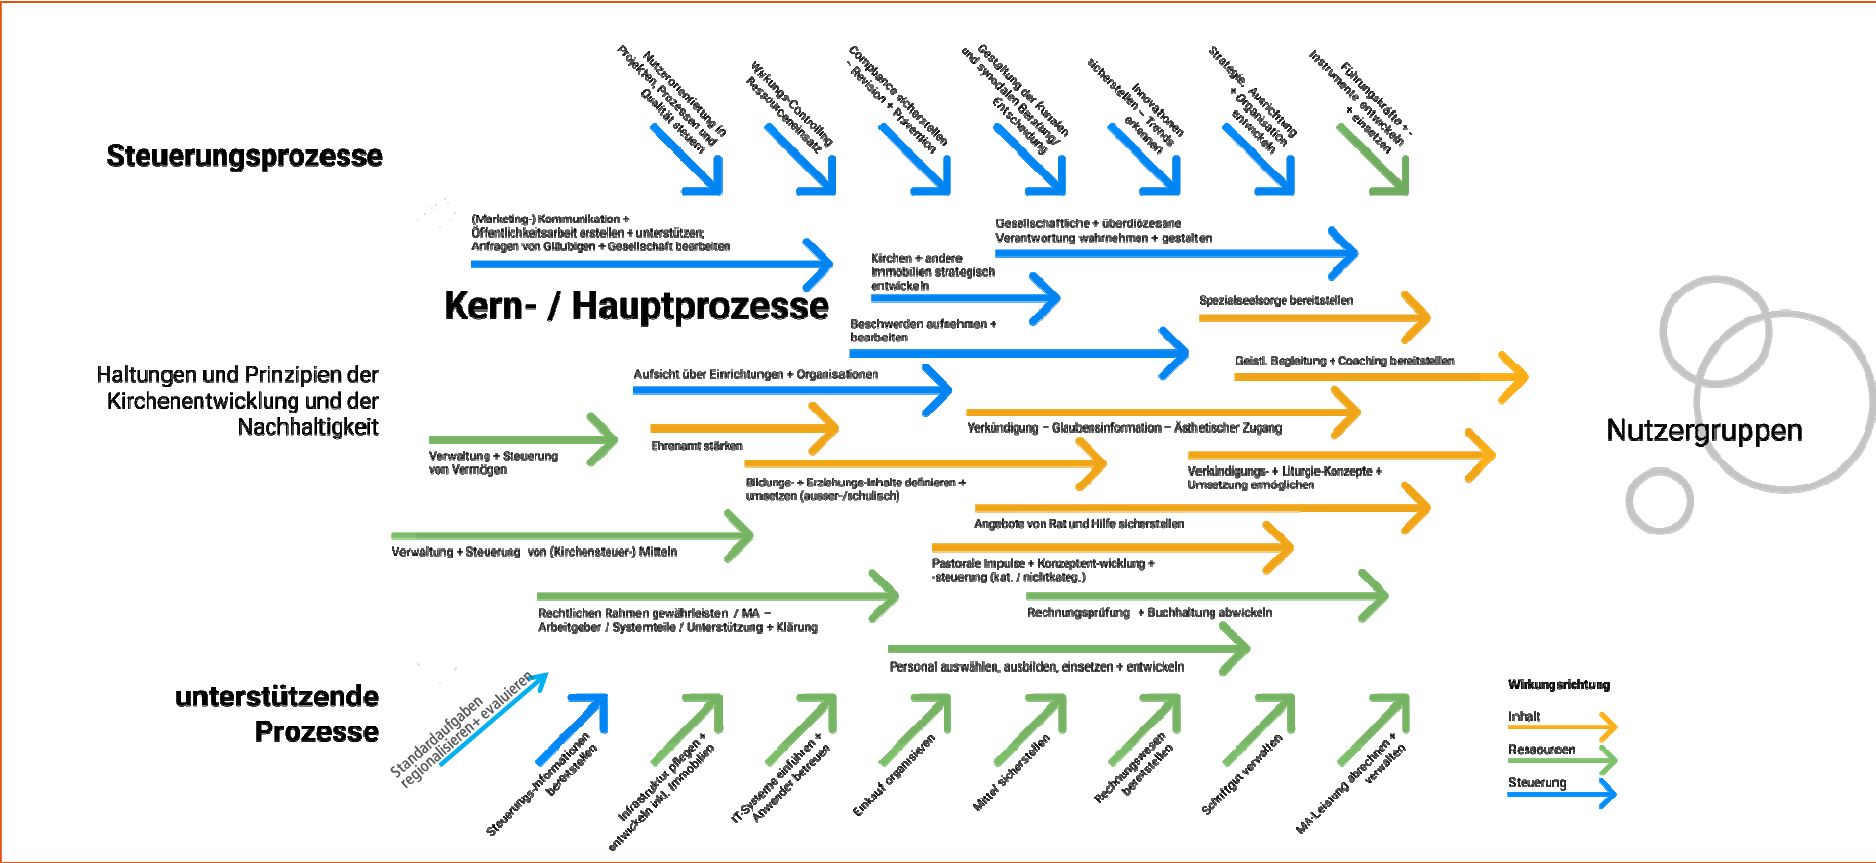 Nutzerorientierung in
Projekten, Prozessen und
Qualität steuern
Wirkungs-Controlling
Ressourceneinsatz
Compliance sicherstellen
– Revision + Prävention
Gestaltung der kurialen
und synodalen Beratung/
Entscheidung
Innovationen
sicherstellen – Trends
erkennen
Strategie, Ausrichtung
+ Organisation
entwickeln
Führungskräfte + -
Instrumente entwickeln
+ einsetzen
Steuerungsprozesse
(Marketing-) Kommunikation +
Öffentlichkeitsarbeit erstellen + unterstützen;
Anfragen von Gläubigen + Gesellschaft bearbeiten
Gesellschaftliche + überdiözesane
Verantwortung wahrnehmen + gestalten
Kirchen + andere
Immobilien strategisch
entwickeln
Kern- / Hauptprozesse
Spezialseelsorge bereitstellen
Beschwerden aufnehmen +
bearbeiten
Geistl. Begleitung + Coaching bereitstellen
Haltungen und Prinzipien der
Kirchenentwicklung und der
Nachhaltigkeit
Aufsicht über Einrichtungen + Organisationen
Verkündigung – Glaubensinformation – Ästhetischer Zugang
Nutzergruppen
Ehrenamt stärken
Verwaltung + Steuerung
vom Vermögen
Verkündigungs- + Liturgie-Konzepte +
Umsetzung ermöglichen
Bildungs- + Erziehungs-Inhalte definieren +
umsetzen (ausser-/schulisch)
Angebote von Rat und Hilfe sicherstellen
Verwaltung + Steuerung von (Kirchensteuer-) Mitteln
Pastorale Impulse + Konzeptent-wicklung +
-steuerung (kat. / nichtkateg.)
Rechtlichen Rahmen gewährleisten / MA –
Arbeitgeber / Systemteile / Unterstützung + Klärung
Rechnungsprüfung + Buchhaltung abwickeln
Personal auswählen, ausbilden, einsetzen + entwickeln
unterstützende
Prozesse
Standardaufgaben
regionalisieren+ evaluieren
Steuerungs-Informationen
bereitstellen
Infrastruktur pflegen +
entwickeln inkl. Immobilien
IT-Systeme einführen +
Anwender betreuen
Einkauf organisieren
Mittel sicherstellen
Rechnungswesen
bereitstellen
Schriftgut verwalten
MA-Leistung abrechnen +
verwalten
Wirkungsrichtung
Inhalt
Ressourcen
Steuerung